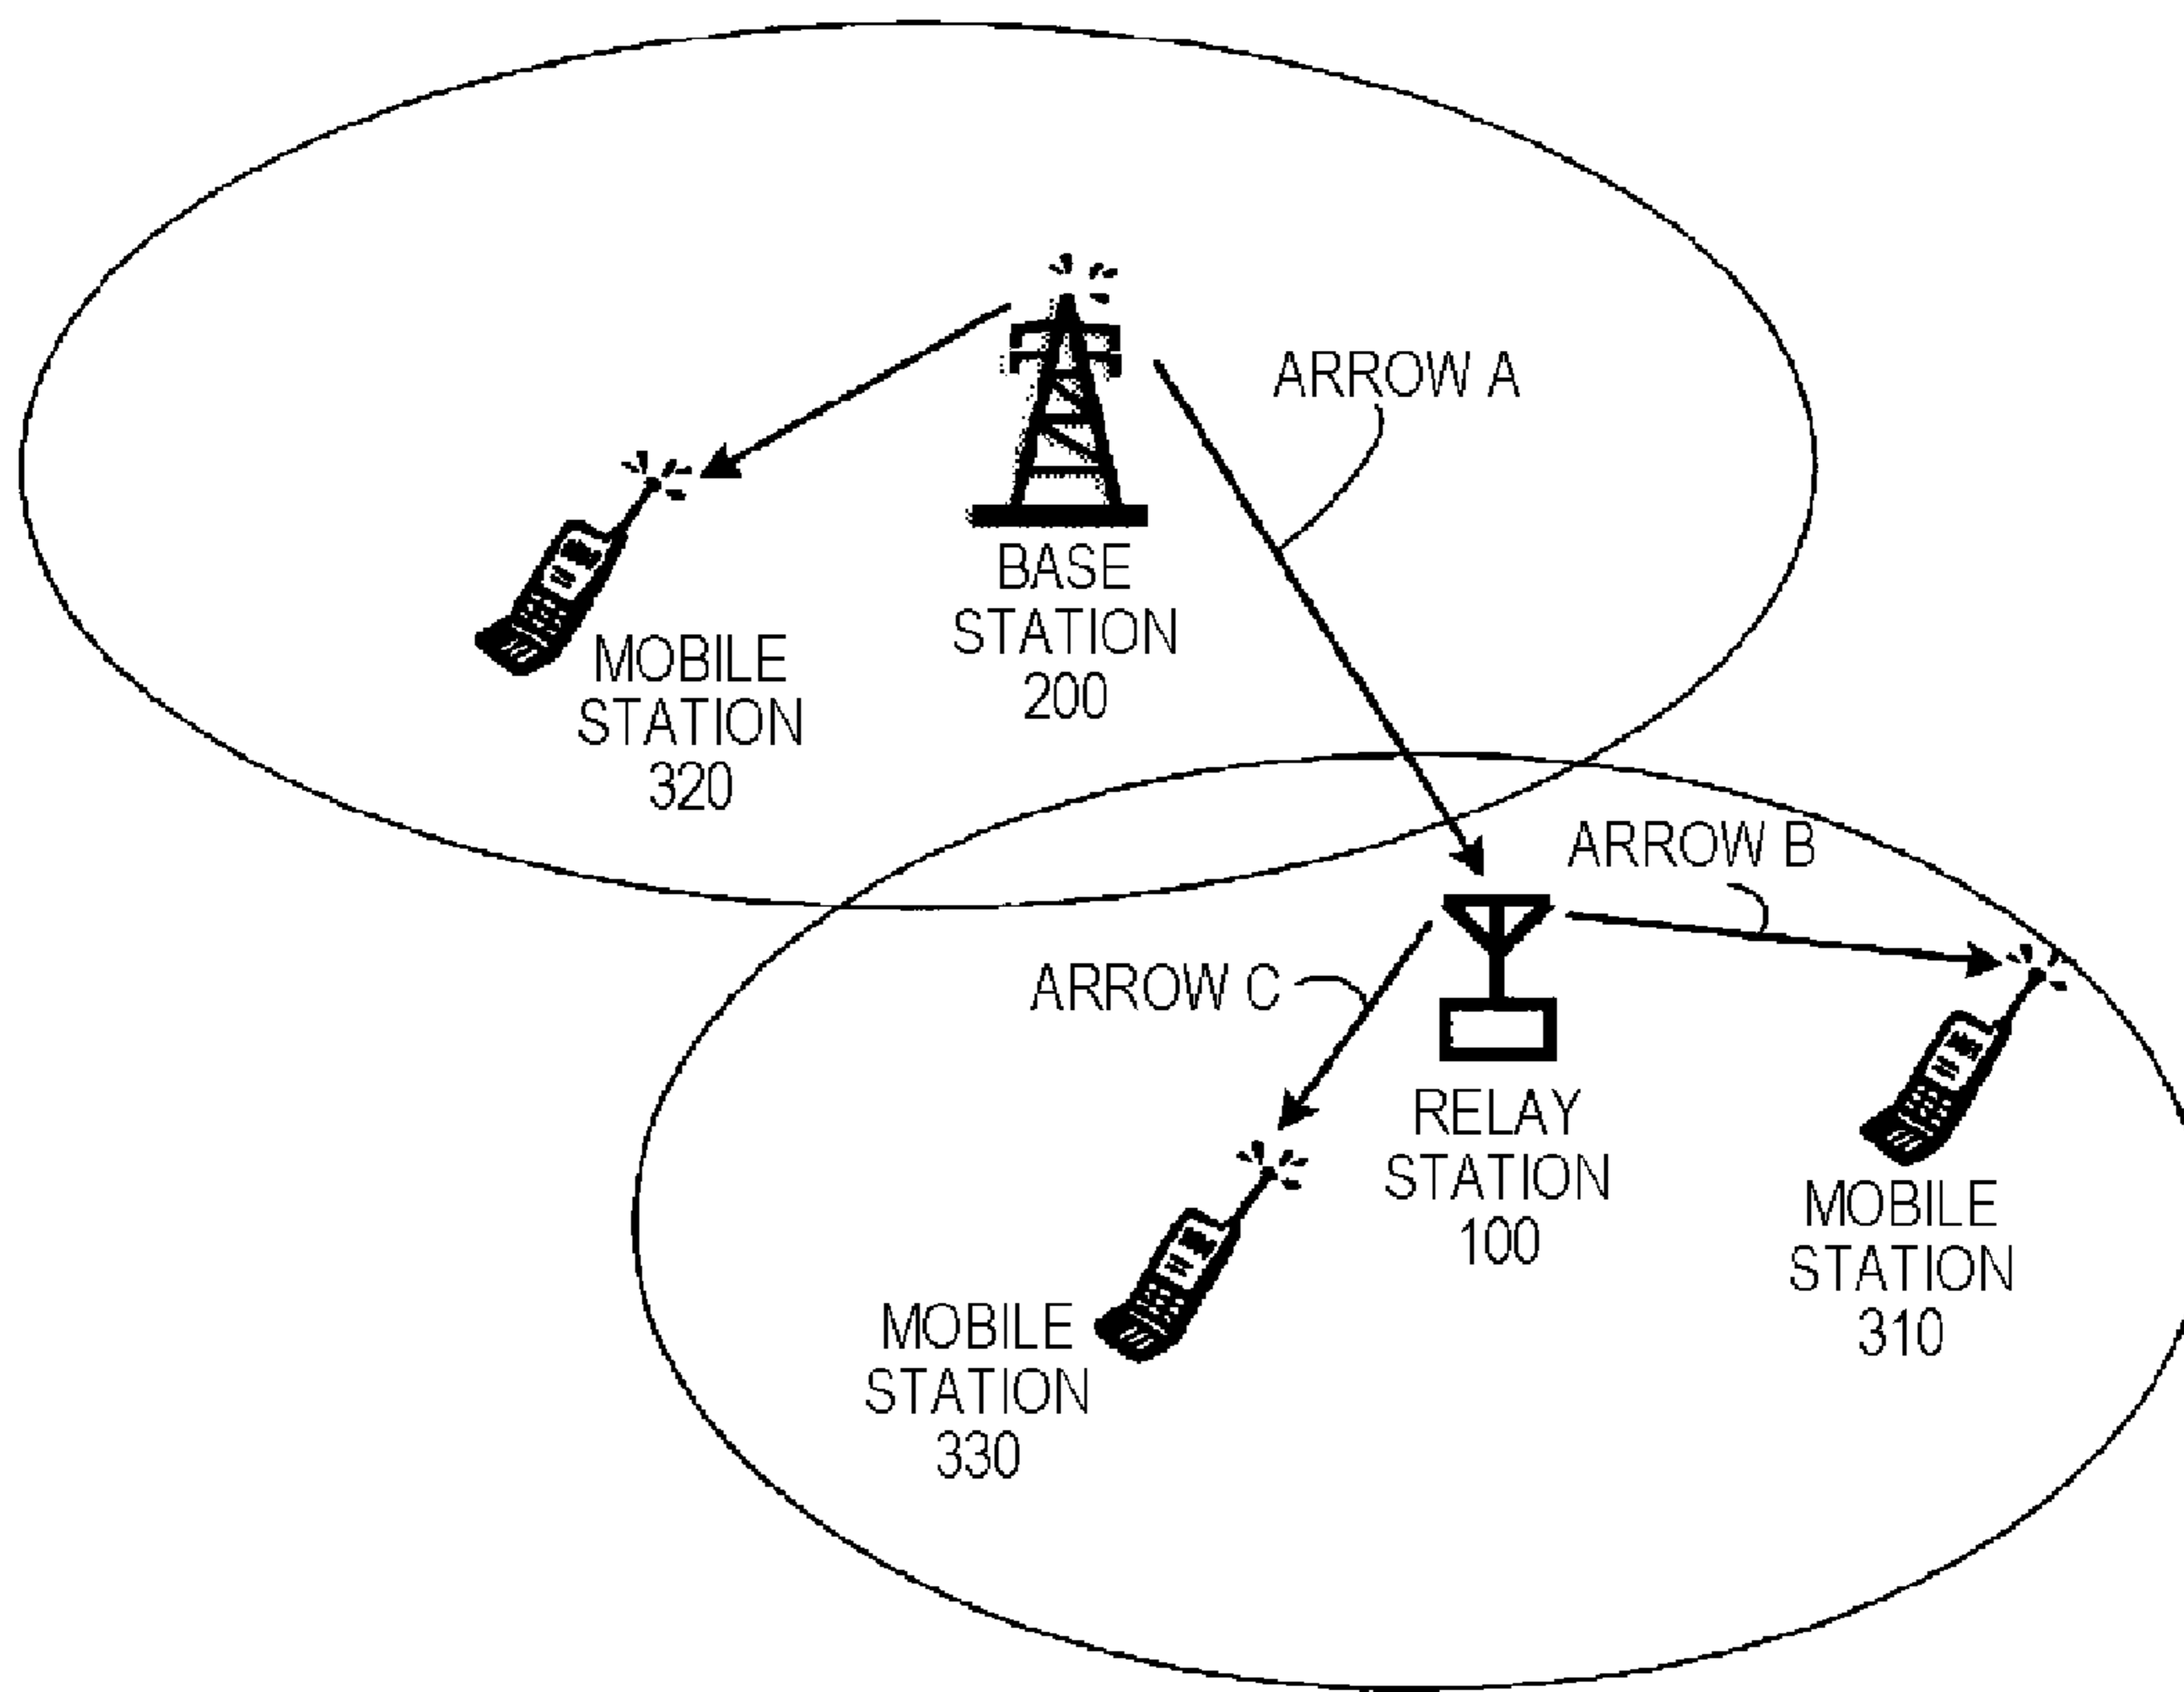 ARROW A
BASE
STATION
200
MOBILE
STATION
320
ARROW B
ARROW C
RELAY
STATION
100
MOBILE
STATION
310
MOBILE
STATION
330